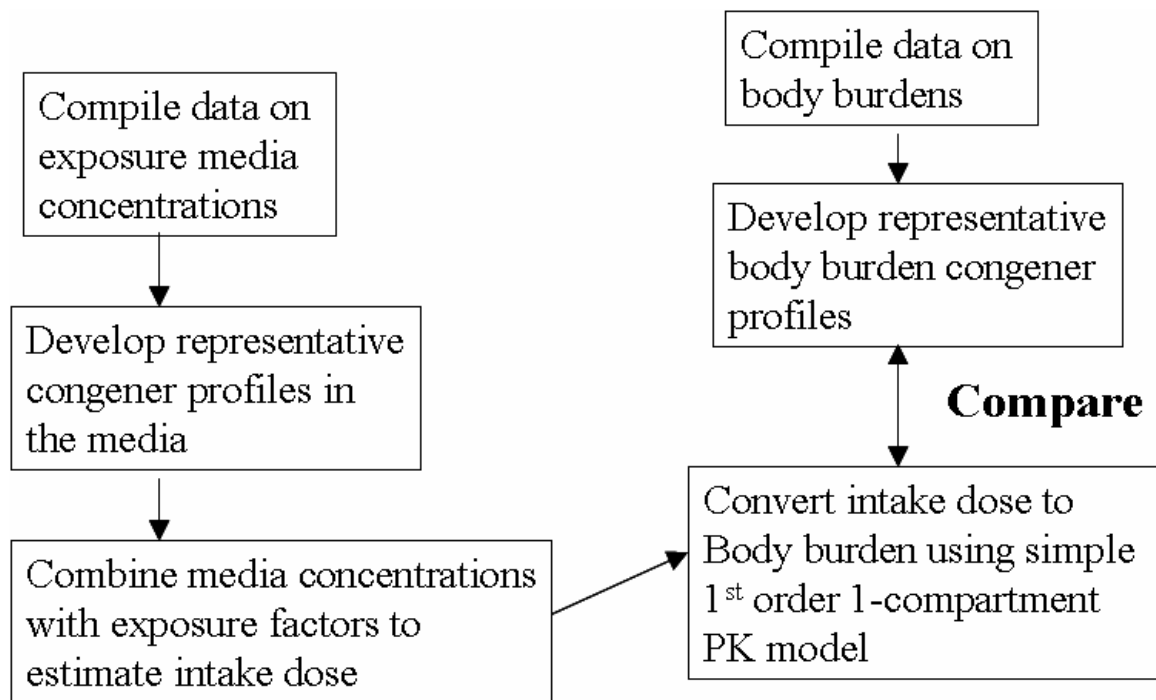 Compile data on
exposure media
concentrations
Develop representative
congener profiles in
the media
Combine media concentrations
with exposure factors to
estimate intake dose
Compile data on
body burdens
Develop representative
body burden congener
profiles
Compare
Convert intake dose to
Body burden using simple
1st order 1-compartment
PK model